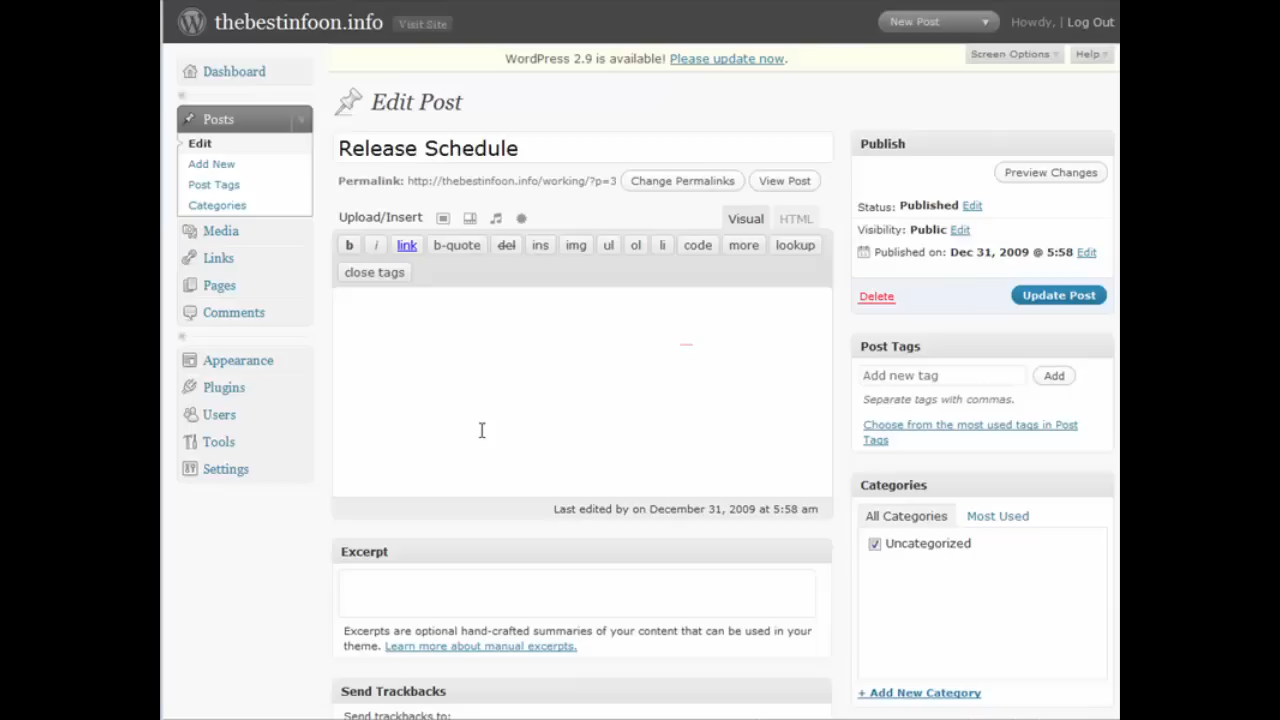 thebestinfoon.info Visit Site New Post Howdy, | Log Out
WordPress 2.9 is available! Please update now.
Screen Options Help
Dashboard
Posts
Edit
Add New
Post Tags
Categories
Media
Links
Pages
Comments
Appearance
Plugins
Users
Tools
Settings
Edit Post
Release Schedule
Permalink: http://thebestinfoon.info/working/?p=3 Change Permalinks View Post
Upload/Insert Visual HTML
b i link b-quote del ins img ul ol li code more lookup
close tags
Last edited by on December 31, 2009 at 5:58 am
Excerpt
Excerpts are optional hand-crafted summaries of your content that can be used in your
theme. Learn more about manual excerpts.
Send Trackbacks
Send trackbacks to:
Publish
Preview Changes
Status: Published Edit
Visibility: Public Edit
Published on: Dec 31, 2009 @ 5:58 Edit
Delete Update Post
Post Tags
Add new tag Add
Separate tags with commas.
Choose from the most used tags in Post
Tags
Categories
All Categories Most Used
Uncategorized
+ Add New Category